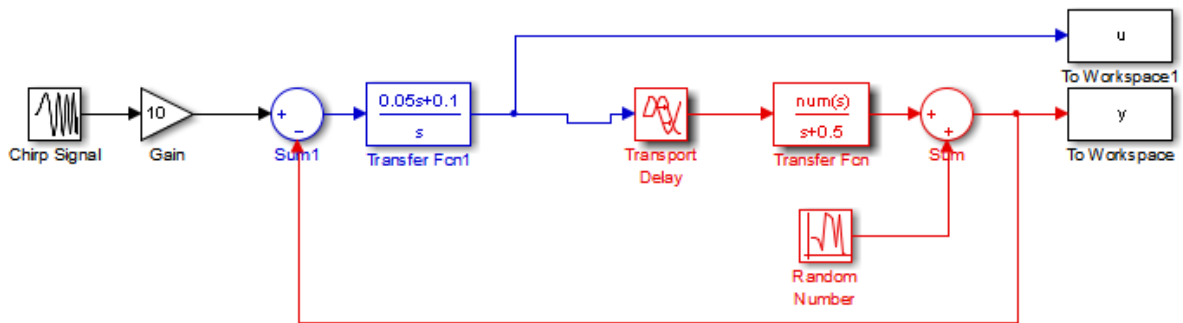 u
To Workspace1
10
+
−
0.05s+0.1
s
num(s)
s+0.5
+
+
y
Chirp Signal
Gain
Sum1
Transfer Fcn1
Transport
Delay
Transfer Fcn
Sum
To Workspace
Random
Number